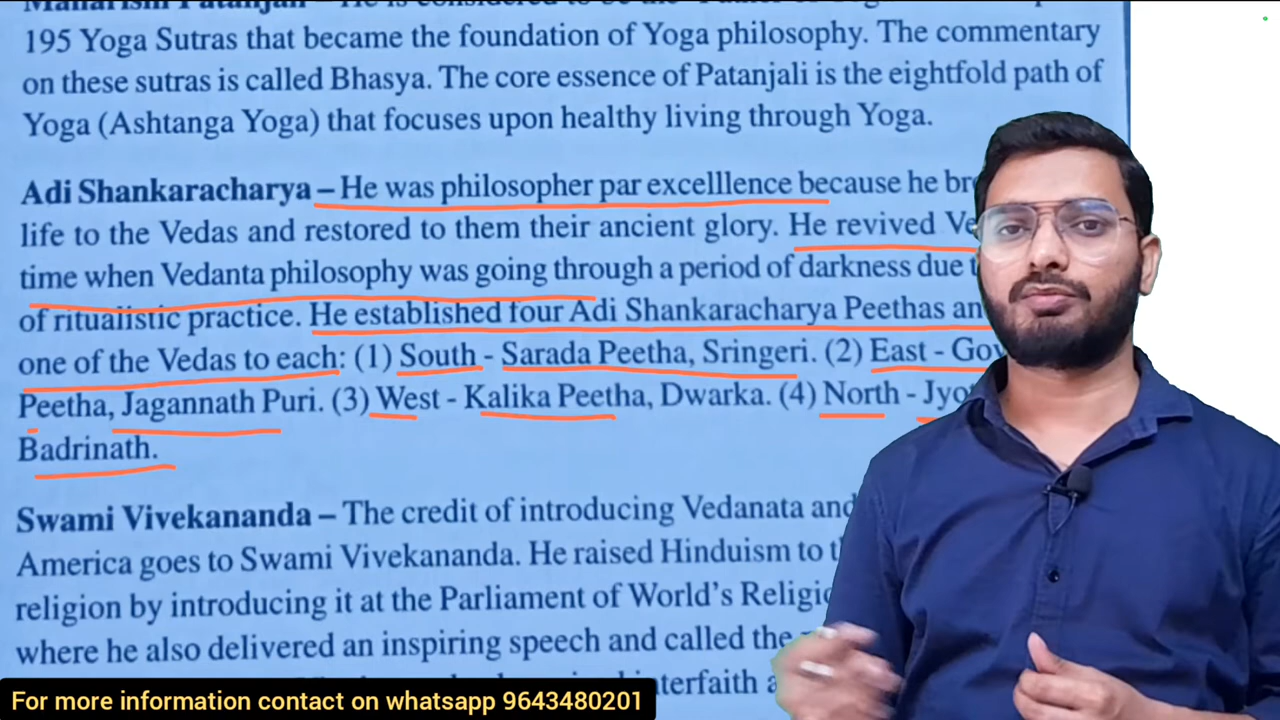 195 Yoga Sutras that became the foundation of Yoga philosophy. The commentary
on these sutras is called Bhasya. The core essence of Patanjali is the eightfold path of
Yoga (Ashtanga Yoga) that focuses upon healthy living through Yoga.
Adi Shankaracharya – He was philosopher par excelllence because he
life to the Vedas and restored to them their ancient glory. He revived
time when Vedanta philosophy was going through a period of darkness due
of ritualistic practice. He established four Adi Shankaracharya Peethas
one of the Vedas to each: (1) South - Sarada Peetha, Sringeri. (2) East -
Peetha, Jagannath Puri. (3) West - Kalika Peetha, Dwarka. (4) North -
Badrinath.
Swami Vivekananda – The credit of introducing Vedanata and
America goes to Swami Vivekananda. He raised Hinduism to
religion by introducing it at the Parliament of World's
where he also delivered an inspiring speech and called the
interfaith
For more information contact on whatsapp 9643480201